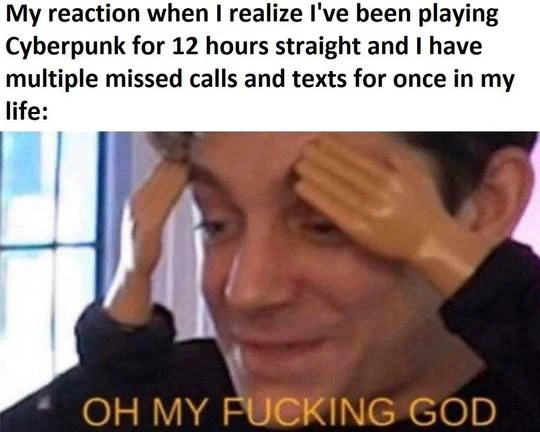 My reaction when I realize I've been playing
Cyberpunk for 12 hours straight and I have
multiple missed calls and texts for once in my
life:
OH MY FUCKING GOD